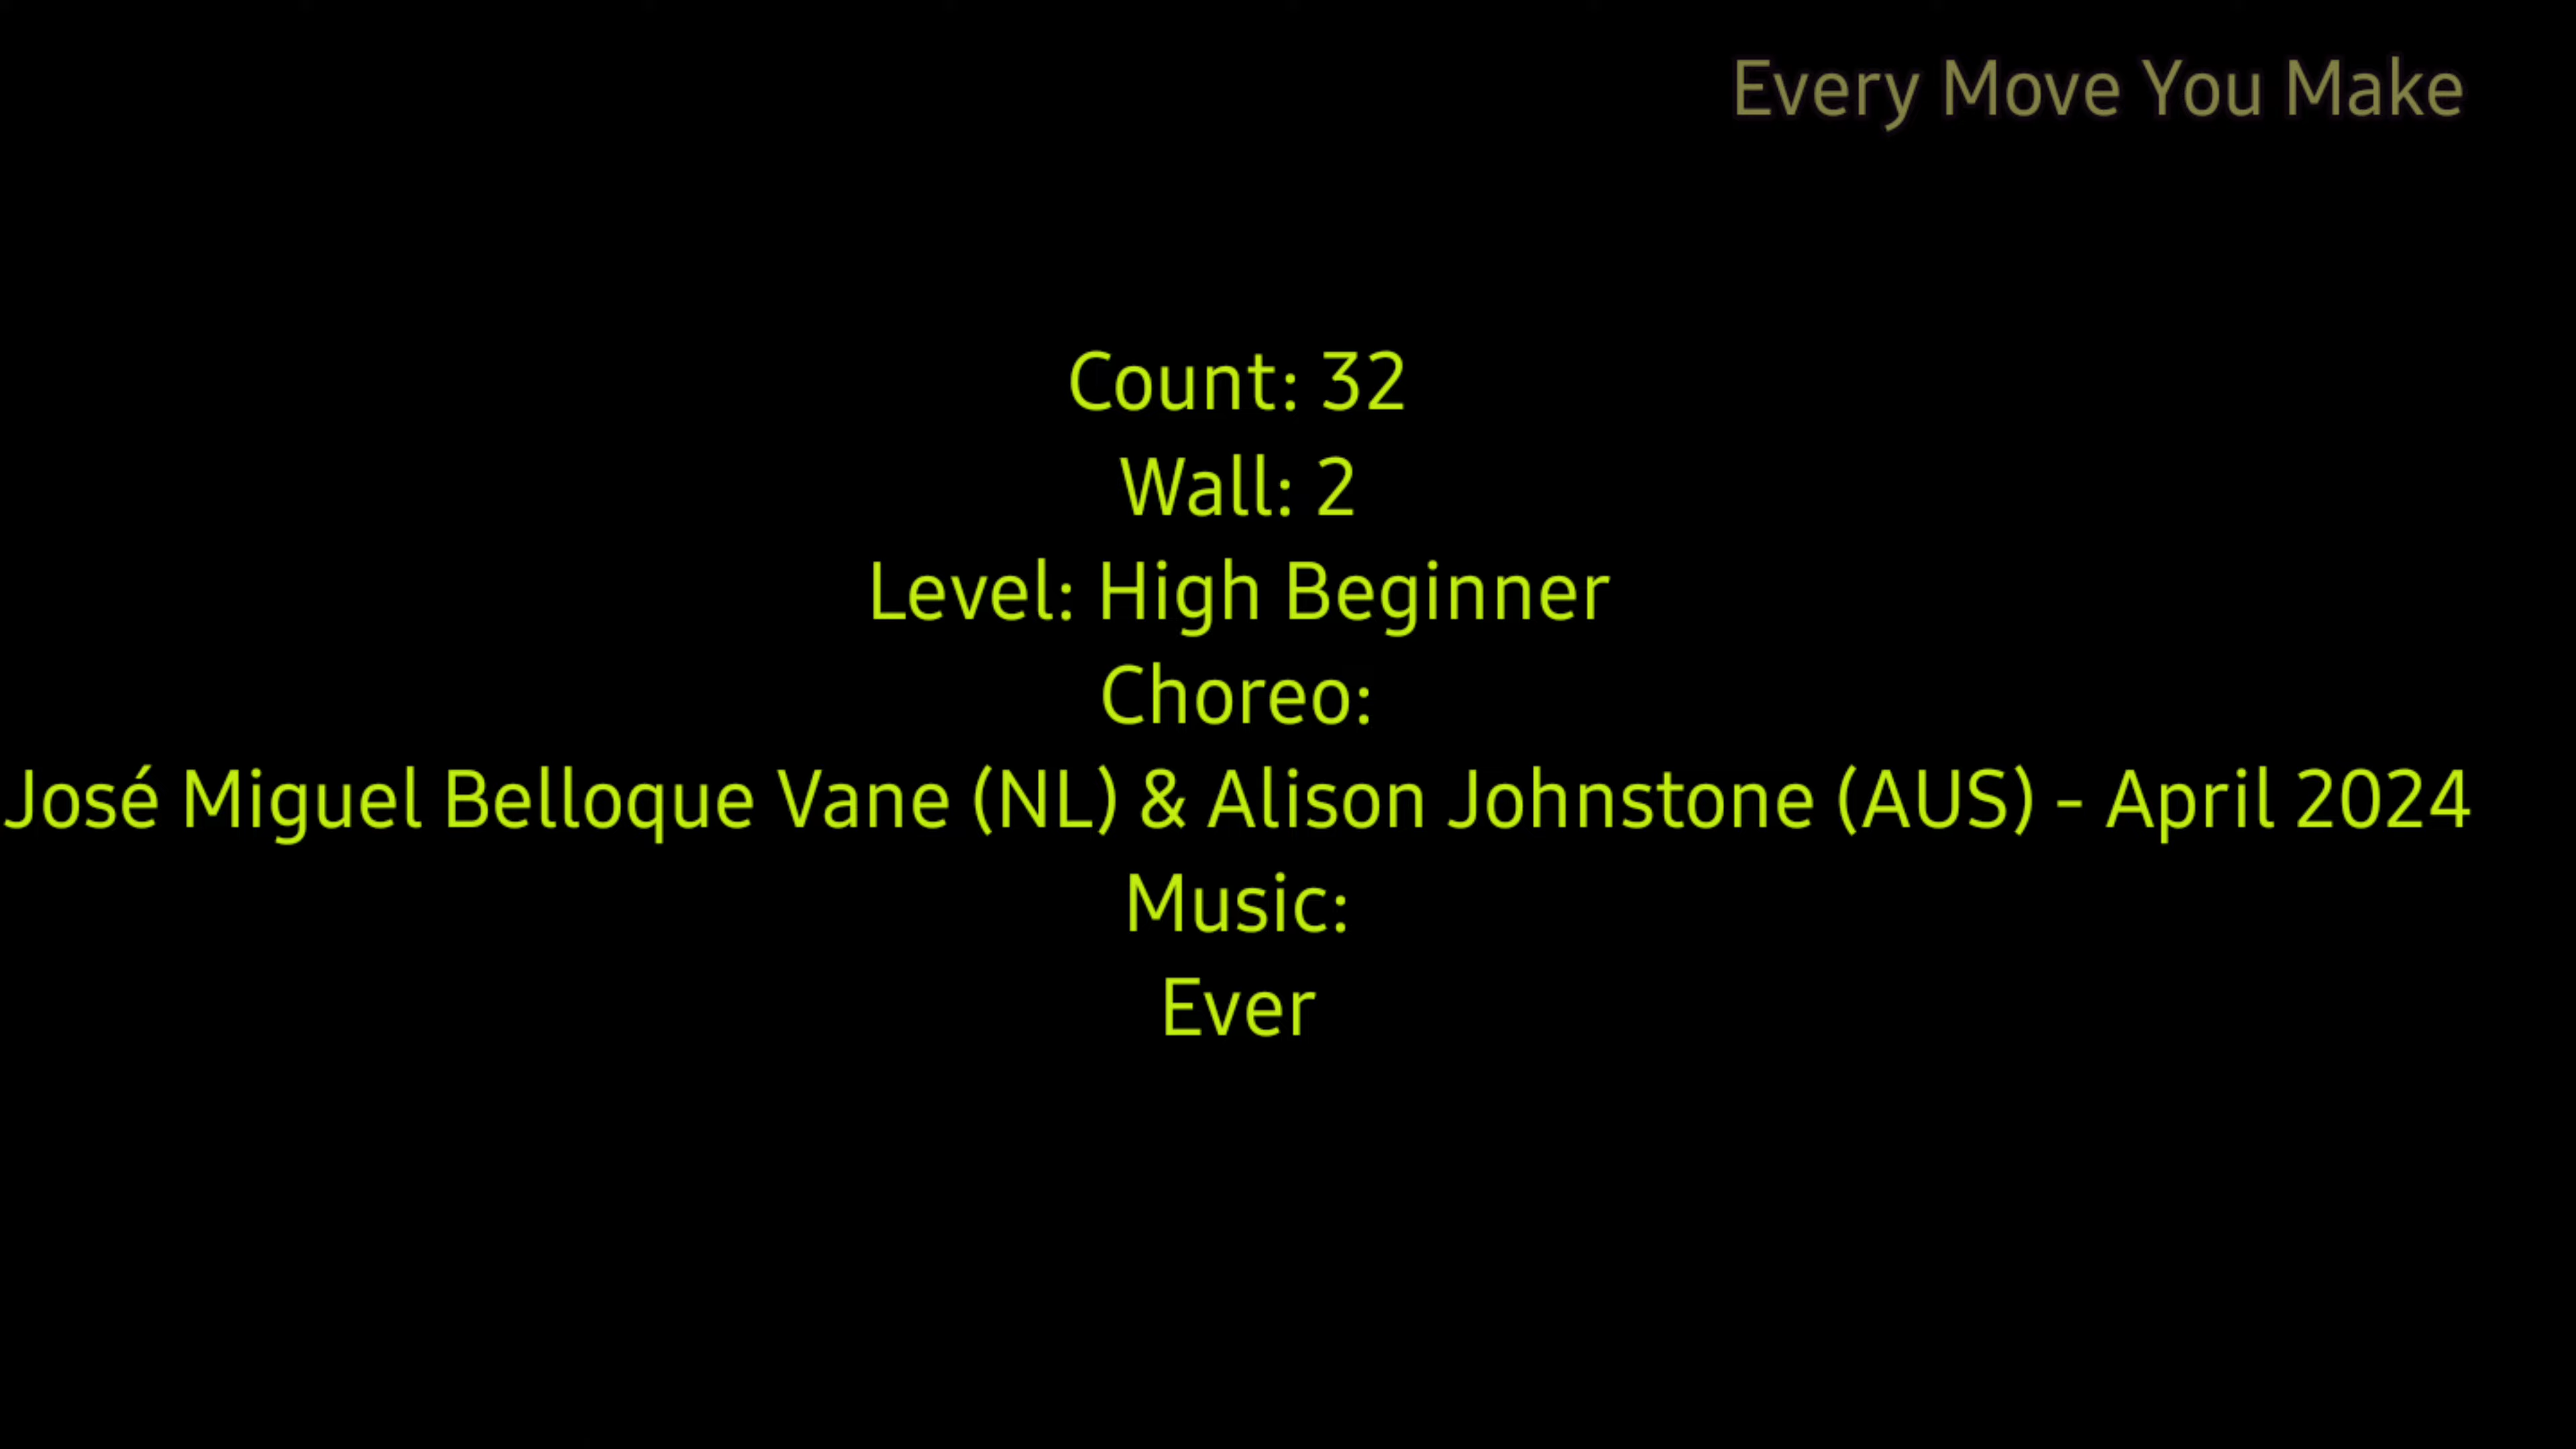 Every Move You Make
Count: 32
Wall: 2
Level: High Beginner
Choreo:
José Miguel Belloque Vane (NL) & Alison Johnstone (AUS) - April 2024
Music:
Ever